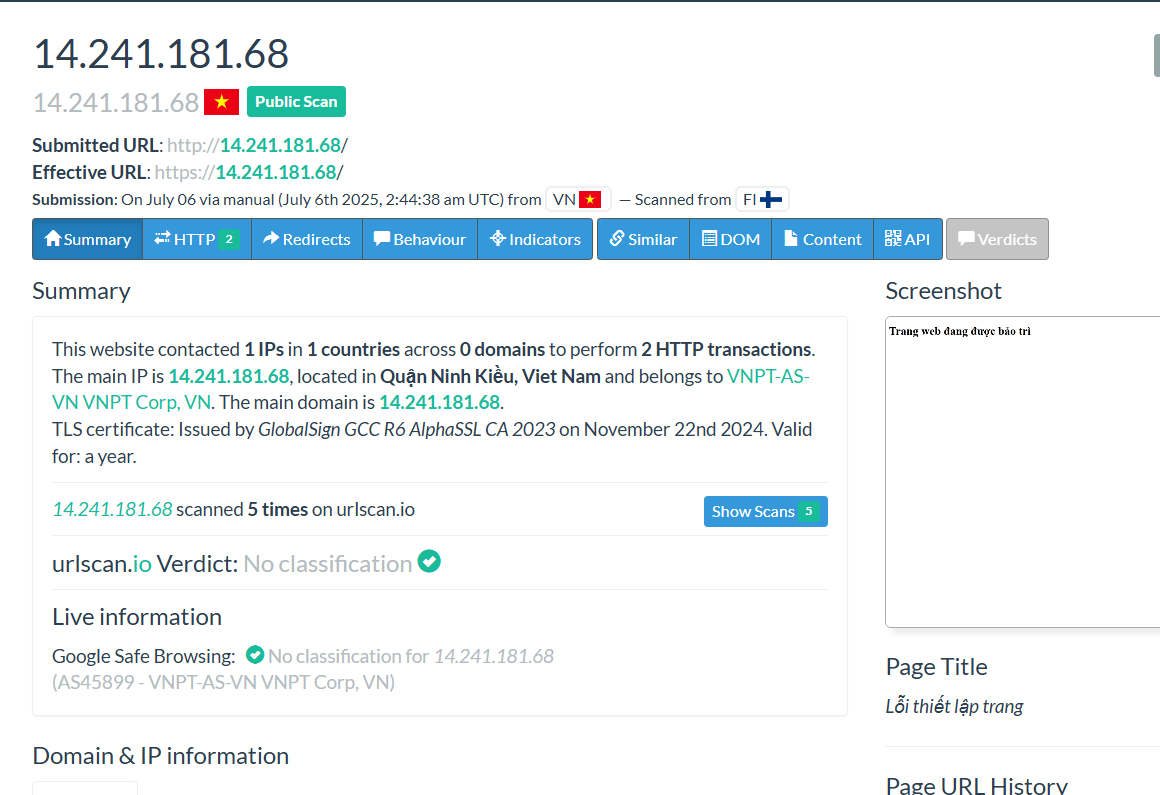 14.241.181.68
14.241.181.68 Public Scan
Submitted URL: http://14.241.181.68/
Effective URL: https://14.241.181.68/
Submission: On July 06 via manual (July 6th 2025, 2:44:38 am UTC) from VN — Scanned from FI
Summary HTTP 2 Redirects Behaviour Indicators Similar DOM Content API Verdicts
Summary
This website contacted 1 IPs in 1 countries across 0 domains to perform 2 HTTP transactions.
The main IP is 14.241.181.68, located in Quận Ninh Kiều, Viet Nam and belongs to VNPT-AS-
VN VNPT Corp, VN. The main domain is 14.241.181.68.
TLS certificate: Issued by GlobalSign GCC R6 AlphaSSL CA 2023 on November 22nd 2024. Valid
for: a year.
14.241.181.68 scanned 5 times on urlscan.io
Show Scans 5
urlscan.io Verdict: No classification
Live information
Google Safe Browsing: No classification for 14.241.181.68
(AS45899 - VNPT-AS-VN VNPT Corp, VN)
Domain & IP information
Screenshot
Trang web đang được bảo trì
Page Title
Lỗi thiết lập trang
Page URL History